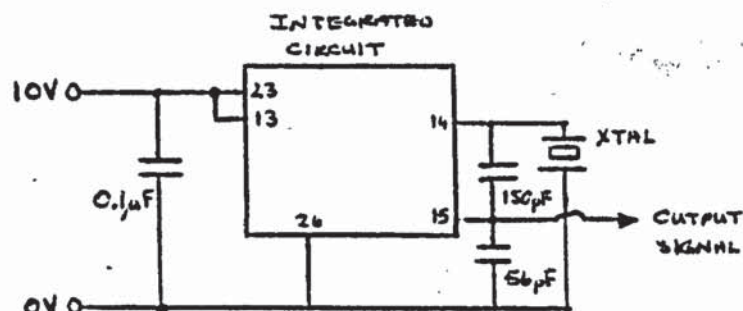 INTEGRATED
CIRCUIT
10V
23
13
14
XTAL
0.1µF
150pF
26
15
OUTPUT
SIGNAL
56pF
0V